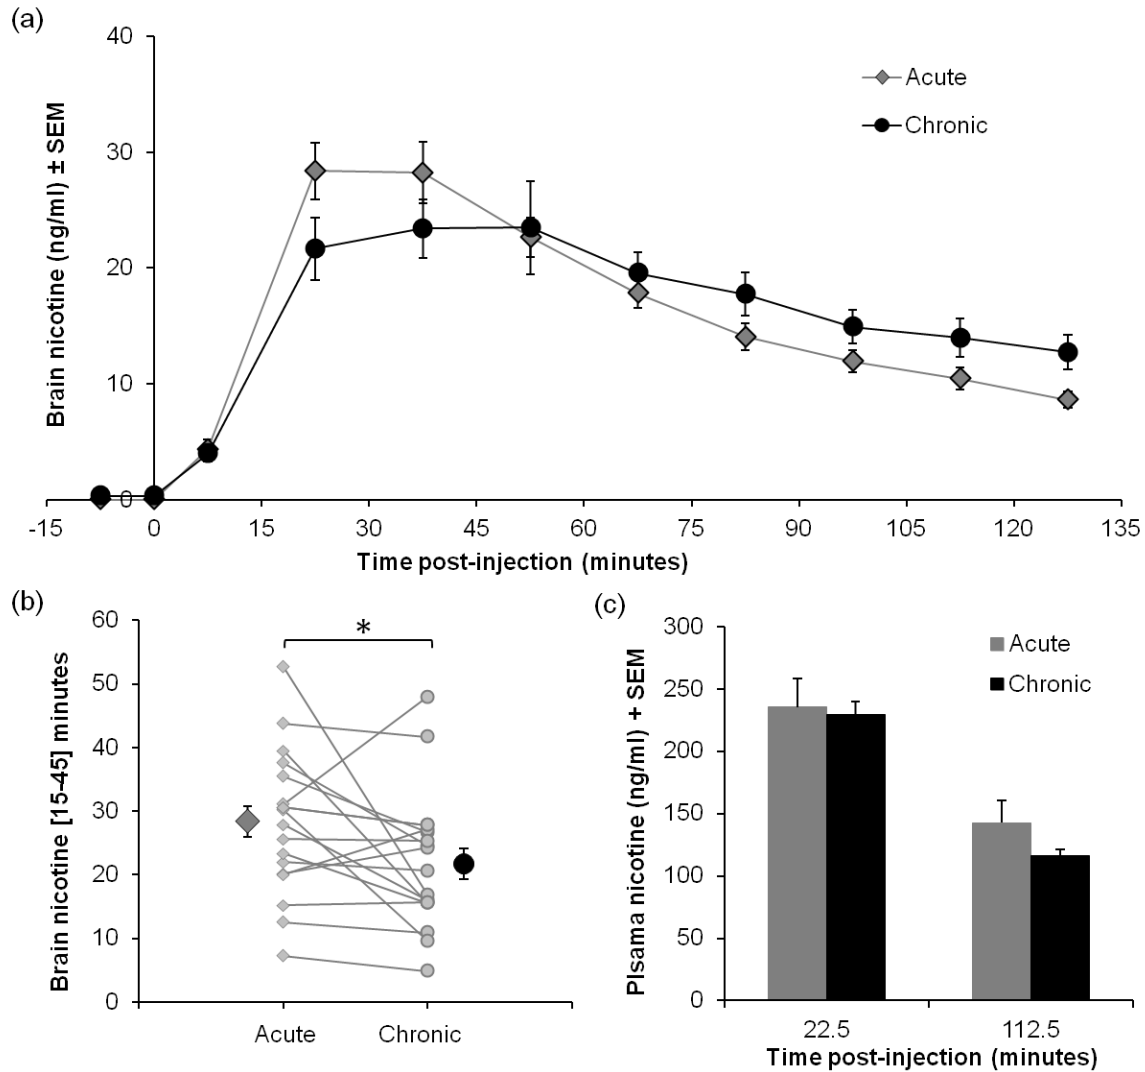 (a)
40
30
20
10
0
Brain nicotine (ng/ml) ± SEM
Acute
Chronic
-15 0 15 30 45 60 75 90 105 120 135
Time post-injection (minutes)
(b)
60
50
40
30
20
10
0
Brain nicotine [15-45] minutes
*
Acute Chronic
(c)
300
250
200
150
100
50
0
Plsama nicotine (ng/ml) + SEM
Acute
Chronic
22.5 112.5
Time post-injection (minutes)